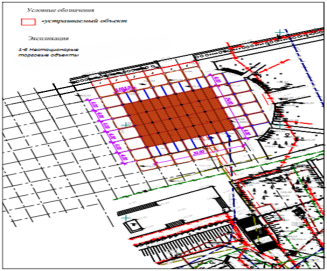 Условные обозначения
-устраиваемый объект
Экспликация
1-6 Нестационарные
торговые объекты